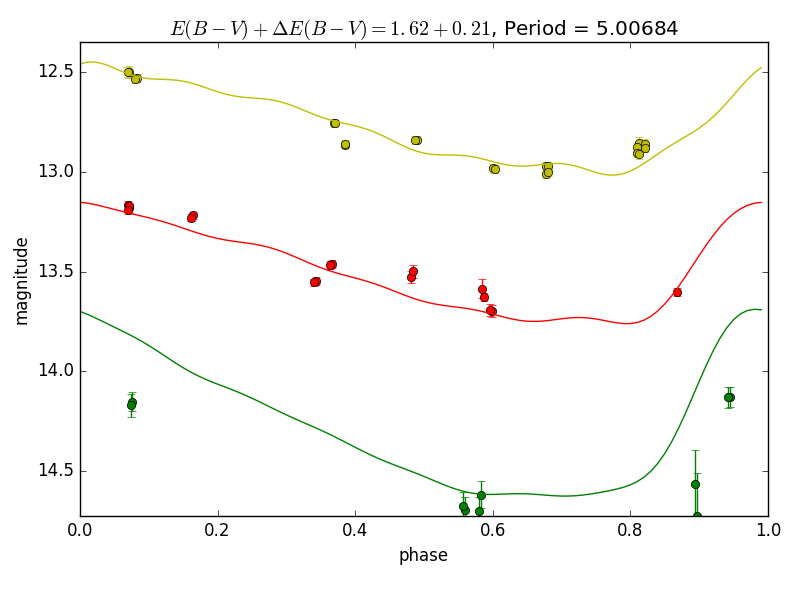 E(B − V) + ΔE(B − V) = 1.62 + 0.21, Period = 5.00684
12.5
13.0
13.5
14.0
14.5
magnitude
0.0 0.2 0.4 0.6 0.8 1.0
phase